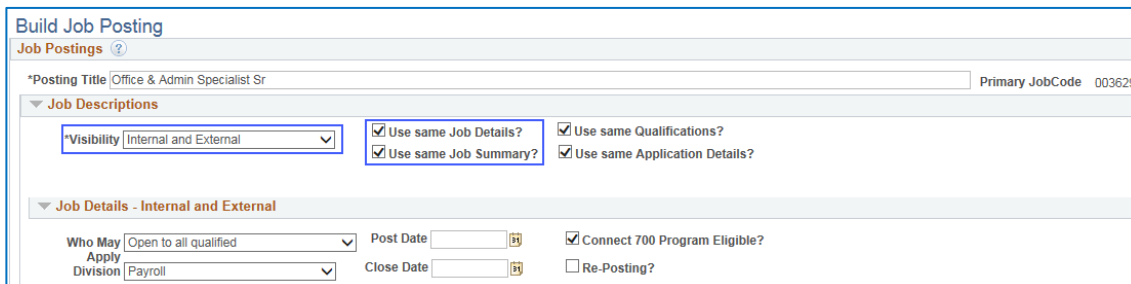 Build Job Posting
Job Postings ?
*Posting Title Office & Admin Specialist Sr Primary JobCode 003629
Job Descriptions
*Visibility Internal and External Use same Job Details? Use same Qualifications?
Use same Job Summary? Use same Application Details?
Job Details - Internal and External
Who May Apply Open to all qualified Post Date 31 Connect 700 Program Eligible?
Division Payroll Close Date 31 Re-Posting?